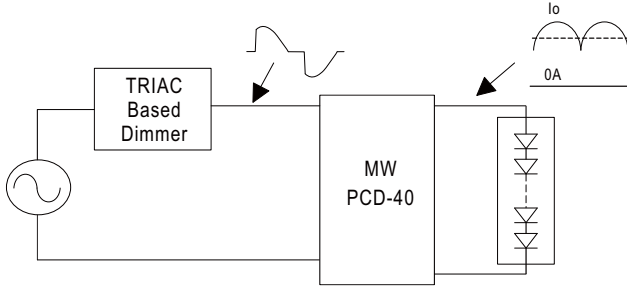 Io
0A
TRIAC
Based
Dimmer
MW
PCD-40